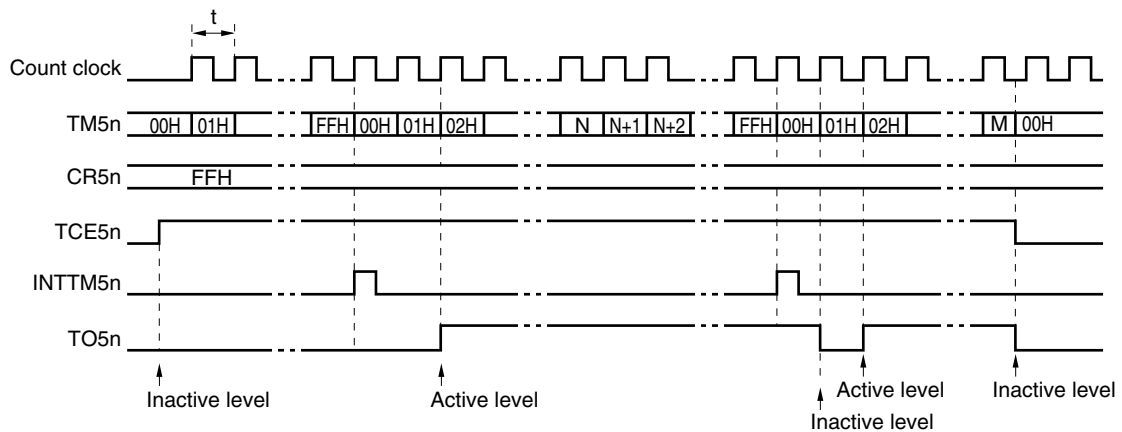 t
Count clock
TM5n 00H 01H FFH 00H 01H 02H N N+1 N+2 FFH 00H 01H 02H M 00H
CR5n FFH
TCE5n
INTTM5n
TO5n
Inactive level Active level Active level Inactive level
Inactive level